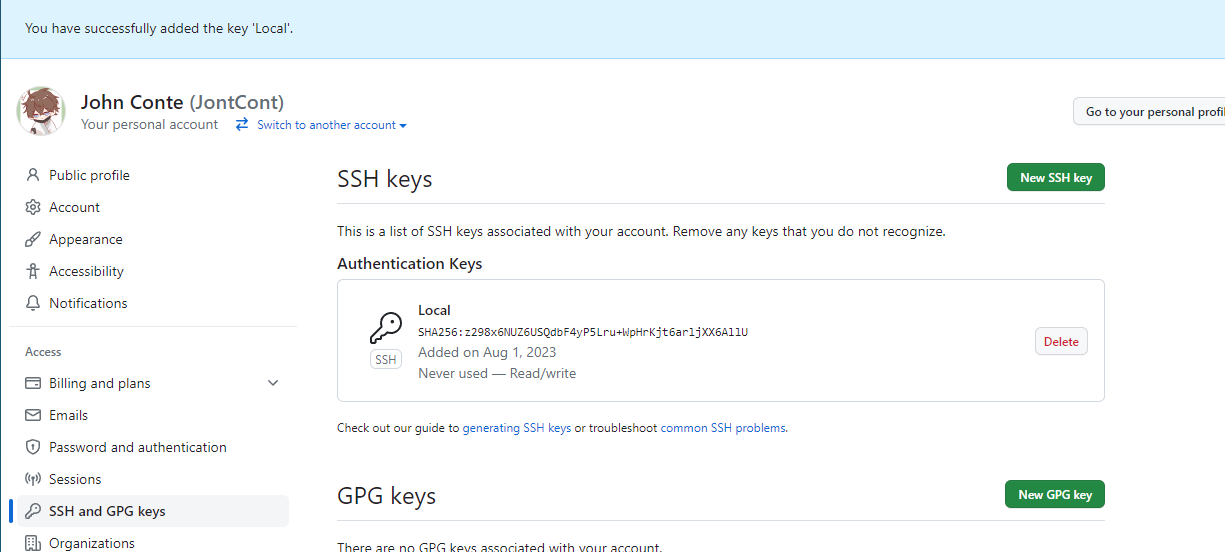 You have successfully added the key 'Local'.
John Conte (JontCont)
Your personal account
Switch to another account
Go to your personal profil
Public profile
Account
Appearance
Accessibility
Notifications
Access
Billing and plans
Emails
Password and authentication
Sessions
SSH and GPG keys
Organizations
SSH keys
New SSH key
This is a list of SSH keys associated with your account. Remove any keys that you do not recognize.
Authentication Keys
Local
SHA256:z298x6NUZ6USQdbF4yP5Lru+WpHrKjt6arljXX6A11U
Added on Aug 1, 2023
Never used — Read/write
SSH
Delete
Check out our guide to generating SSH keys or troubleshoot common SSH problems.
GPG keys
New GPG key
There are no GPG keys associated with your account.